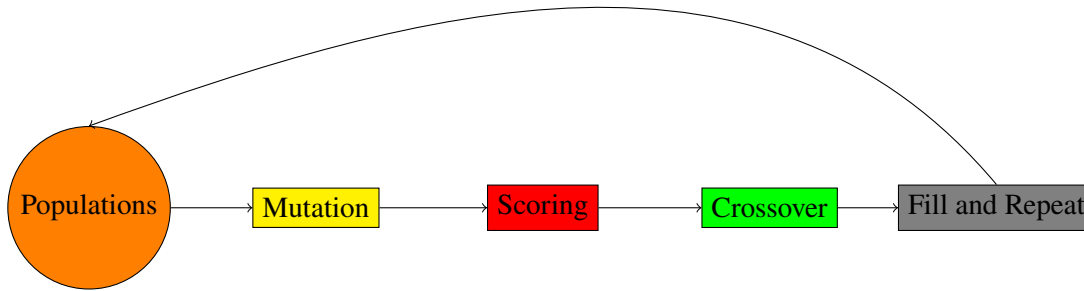 Populations
Mutation
Scoring
Crossover
Fill and Repeat